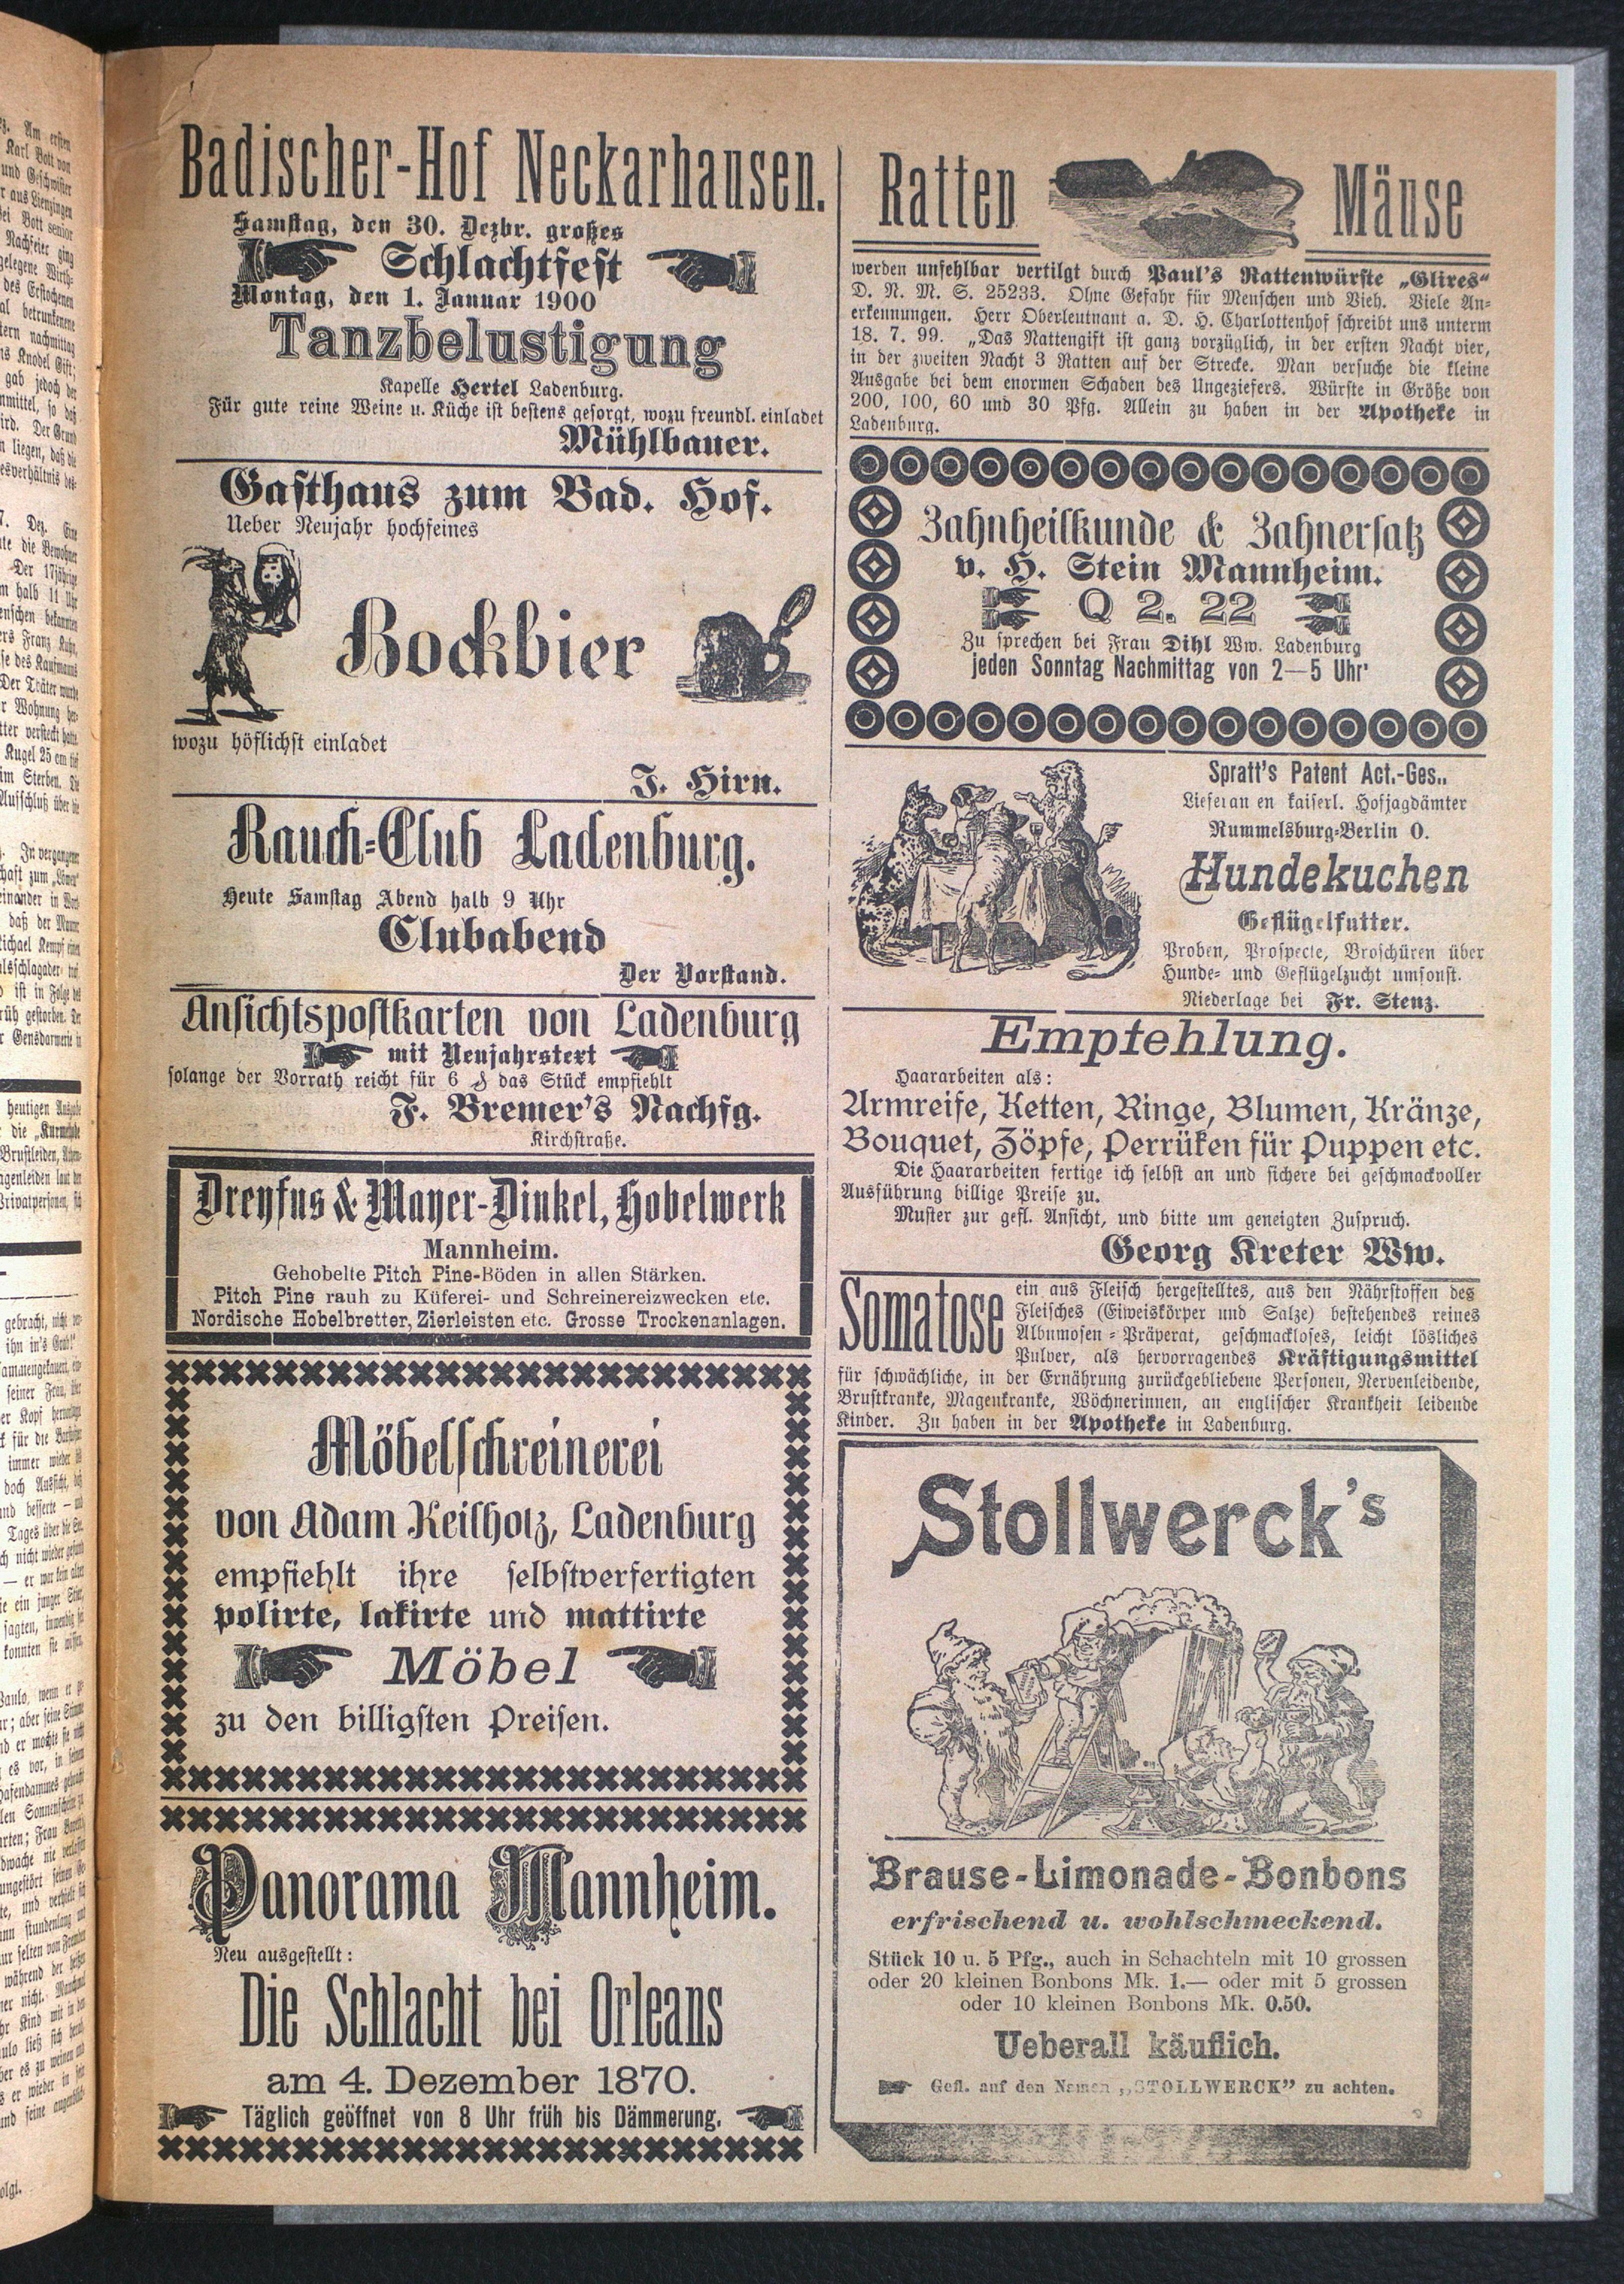 Badischer-Hof Neckarhausen.
Samstag, den 30. Dezbr. großes
Schlachtfest
Montag, den 1. Januar 1900
Tanzbelustigung
Kapelle Hertel Ladenburg.
Für gute reine Weine u. Küche ist bestens gesorgt, wozu freundl. einladet
Mühlbauer.
Gasthaus zum Bad. Hof.
Ueber Neujahr hochfeines
Bockbier
wozu höflichst einladet
J. Hirn.
Rauch-Club Ladenburg.
Heute Samstag Abend halb 9 Uhr
Clubabend
Der Vorstand.
Ansichtspostkarten von Ladenburg
mit Neujahrstext
solange der Vorrath reicht für 6 ₰ das Stück empfiehlt
F. Bremer's Nachfg.
Kirchstraße.
Dreyfus & Mayer-Dinkel, Hobelwerk
Mannheim.
Gehobelte Pitch Pine-Böden in allen Stärken.
Pitch Pine rauh zu Küferei- und Schreinereizwecken etc.
Nordische Hobelbretter, Zierleisten etc. Grosse Trockenanlagen.
Möbelschreinerei
von Adam Keilholz, Ladenburg
empfiehlt ihre selbstverfertigten
polirte, lakirte und mattirte
Möbel
zu den billigsten Preisen.
Panorama Mannheim.
Neu ausgestellt:
Die Schlacht bei Orleans
am 4. Dezember 1870.
Täglich geöffnet von 8 Uhr früh bis Dämmerung.
Ratten Mäuse
werden unfehlbar vertilgt durch Paul's Rattenwürste „Glires"
D. R. M. S. 25233. Ohne Gefahr für Menschen und Vieh. Viele An-
erkennungen. Herr Oberleutnant a. D. H. Charlottenhof schreibt uns unterm
18. 7. 99. „Das Rattengift ist ganz vorzüglich, in der ersten Nacht vier,
in der zweiten Nacht 3 Ratten auf der Strecke. Man versuche die kleine
Ausgabe bei dem enormen Schaden des Ungeziefers. Würste in Größe von
200, 100, 60 und 30 Pfg. Allein zu haben in der Apotheke in
Ladenburg.
Zahnheilkunde & Zahnersatz
v. H. Stein Mannheim.
Q 2. 22
Zu sprechen bei Frau Dihl Ww. Ladenburg
jeden Sonntag Nachmittag von 2—5 Uhr
Spratt's Patent Act.-Ges.,
Lieferan en kaiserl. Hofjagdämter
Rummelsburg-Berlin O.
Hundekuchen
Geflügelfutter.
Proben, Prospecte, Broschüren über
Hunde- und Geflügelzucht umsonst.
Niederlage bei Fr. Stenz.
Empfehlung.
Haararbeiten als:
Armreife, Ketten, Ringe, Blumen, Kränze,
Bouquet, Zöpfe, Perrüken für Puppen etc.
Die Haararbeiten fertige ich selbst an und sichere bei geschmackvoller
Ausführung billige Preise zu.
Muster zur gefl. Ansicht, und bitte um geneigten Zuspruch.
Georg Kreter Ww.
Somatose ein aus Fleisch hergestelltes, aus den Nährstoffen des
Fleisches (Eiweiskörper und Salze) bestehendes reines
Albumosen-Präperat, geschmackloses, leicht lösliches
Pulver, als hervorragendes Kräftigungsmittel
für schwächliche, in der Ernährung zurückgebliebene Personen, Nervenleidende,
Brustkranke, Magenkranke, Wöchnerinnen, an englischer Krankheit leidende
Kinder. Zu haben in der Apotheke in Ladenburg.
Stollwerck's
Brause-Limonade-Bonbons
erfrischend u. wohlschmeckend.
Stück 10 u. 5 Pfg., auch in Schachteln mit 10 grossen
oder 20 kleinen Bonbons Mk. 1.— oder mit 5 grossen
oder 10 kleinen Bonbons Mk. 0.50.
Ueberall käuflich.
Gefl. auf den Namen „STOLLWERCK" zu achten.